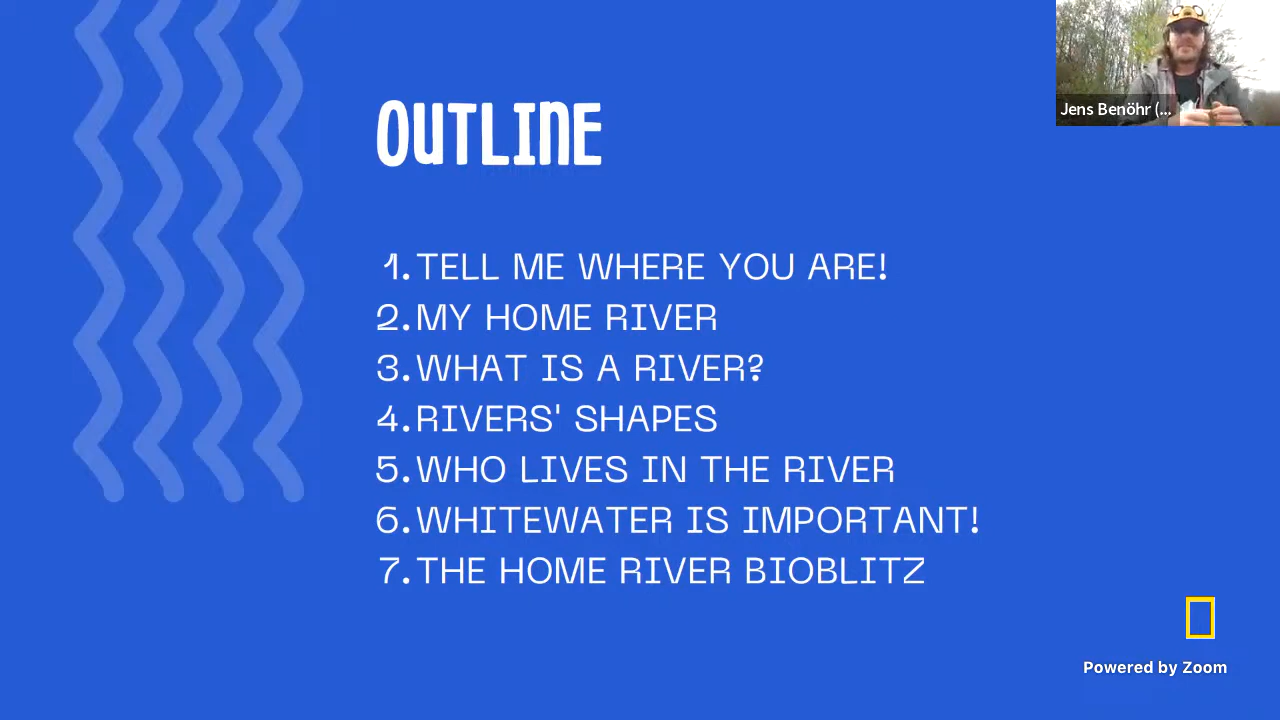 OUTLINE
Jens Benöhr (...
1. TELL ME WHERE YOU ARE!
2. MY HOME RIVER
3. WHAT IS A RIVER?
4. RIVERS' SHAPES
5. WHO LIVES IN THE RIVER
6. WHITEWATER IS IMPORTANT!
7. THE HOME RIVER BIOBLITZ
Powered by Zoom